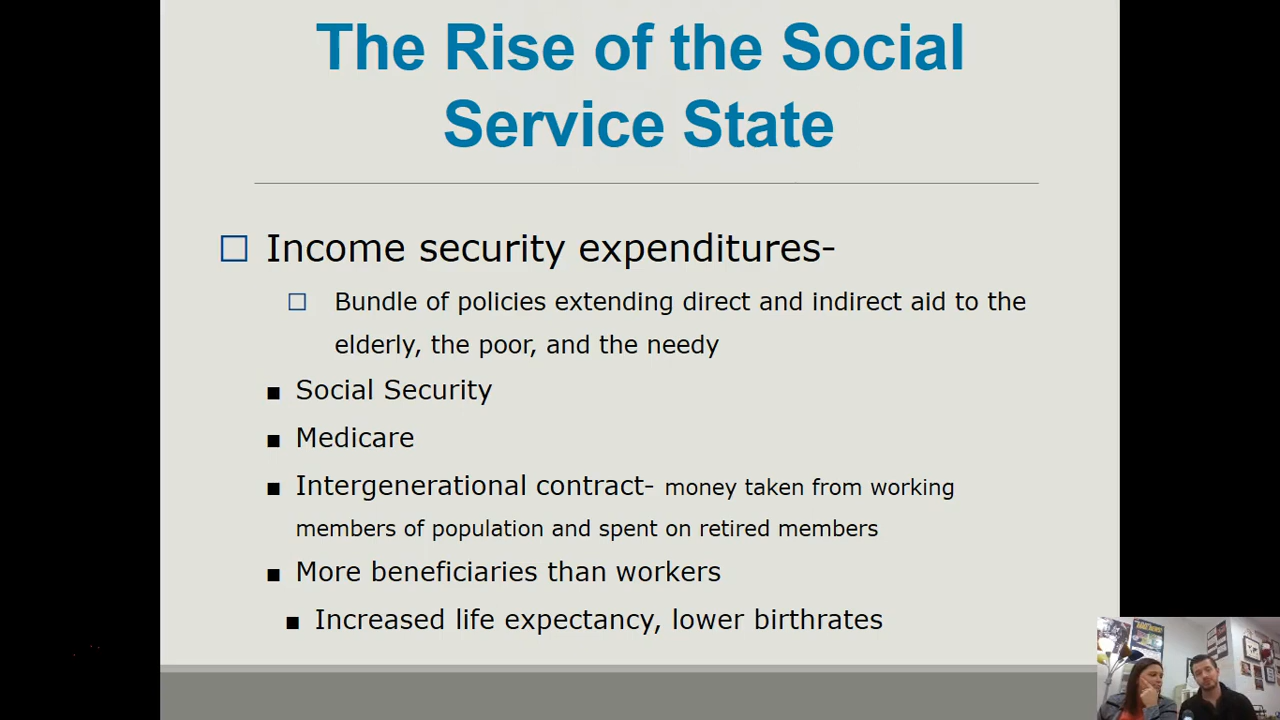 The Rise of the Social
Service State
Income security expenditures-
Bundle of policies extending direct and indirect aid to the
elderly, the poor, and the needy
Social Security
Medicare
Intergenerational contract- money taken from working
members of population and spent on retired members
More beneficiaries than workers
Increased life expectancy, lower birthrates